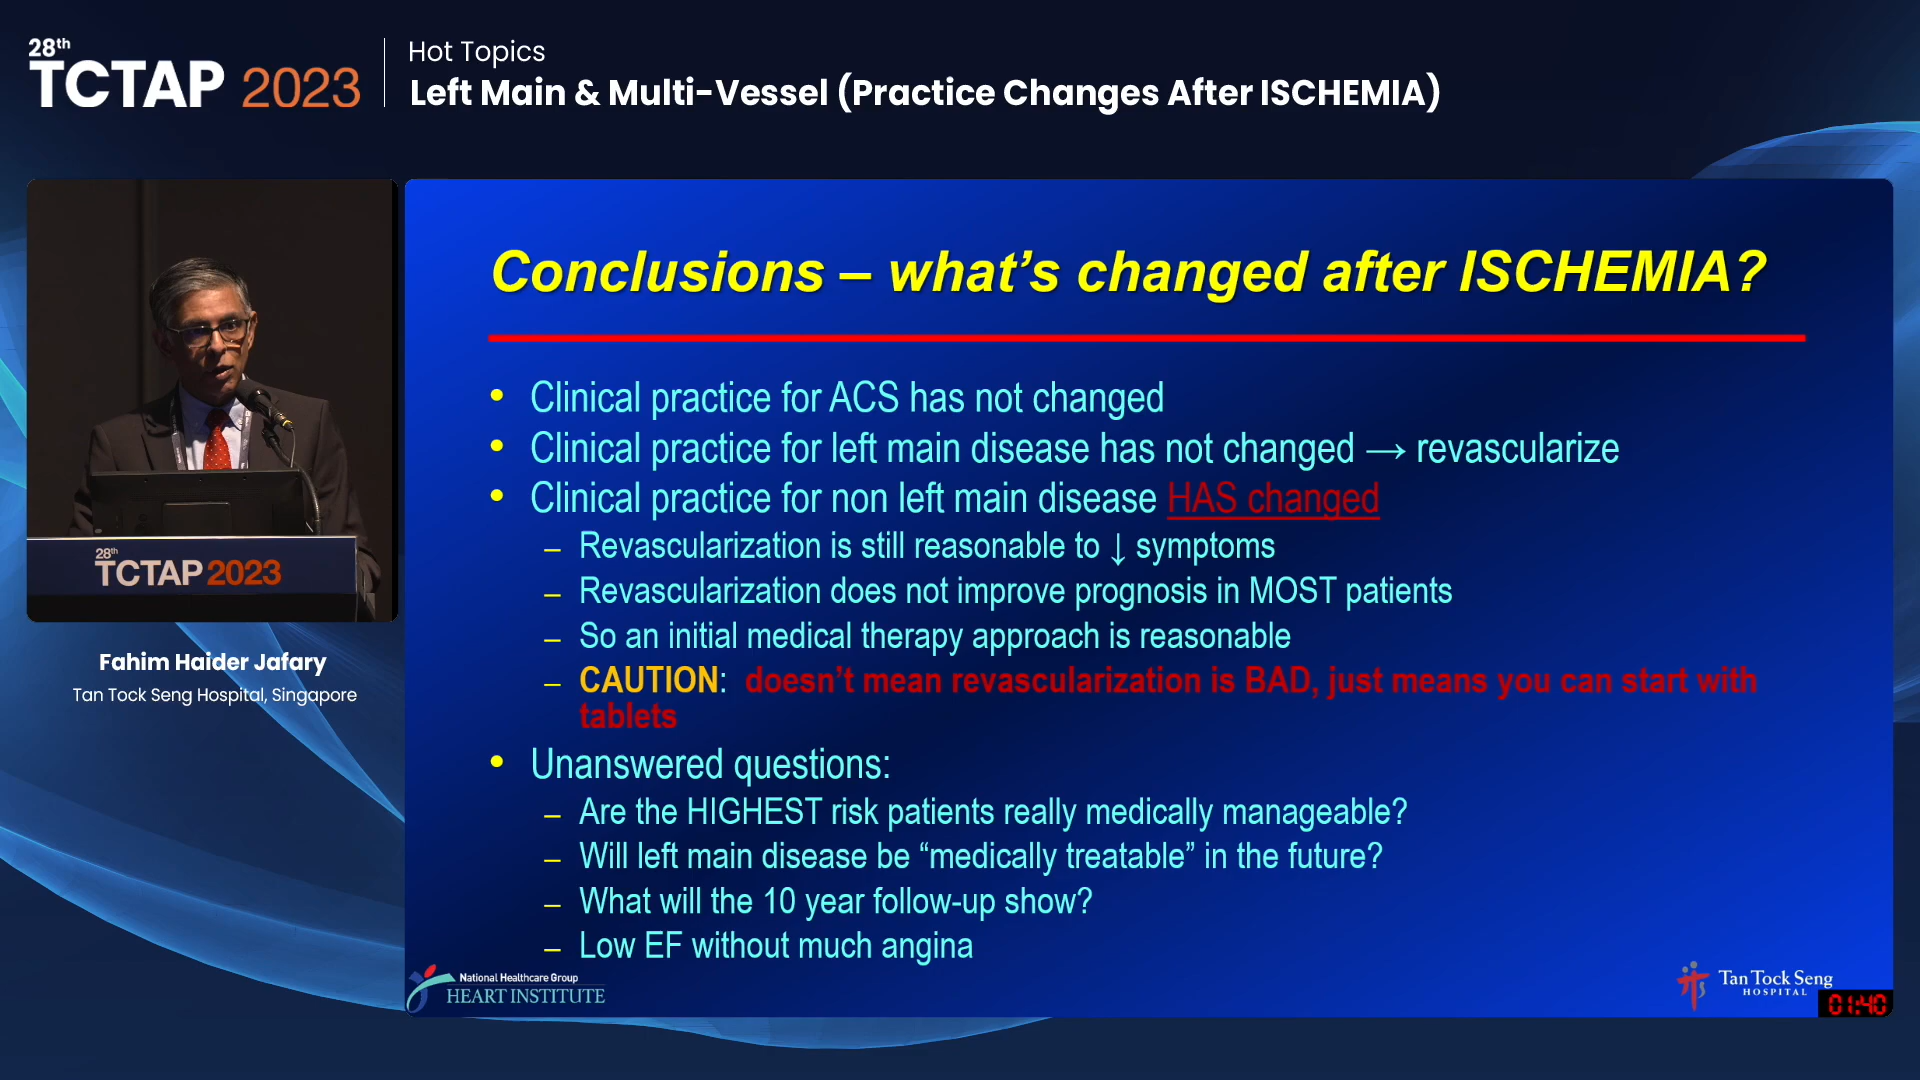 28th
TCTAP 2023
Hot Topics
Left Main & Multi-Vessel (Practice Changes After ISCHEMIA)
28th
TCTAP 2023
Fahim Haider Jafary
Tan Tock Seng Hospital, Singapore
Conclusions – what’s changed after ISCHEMIA?
• Clinical practice for ACS has not changed
• Clinical practice for left main disease has not changed → revascularize
• Clinical practice for non left main disease HAS changed
– Revascularization is still reasonable to ↓ symptoms
– Revascularization does not improve prognosis in MOST patients
– So an initial medical therapy approach is reasonable
– CAUTION: doesn’t mean revascularization is BAD, just means you can start with
tablets
• Unanswered questions:
– Are the HIGHEST risk patients really medically manageable?
– Will left main disease be “medically treatable” in the future?
– What will the 10 year follow-up show?
– Low EF without much angina
National Healthcare Group
HEART INSTITUTE
Tan Tock Seng
HOSPITAL
01:40